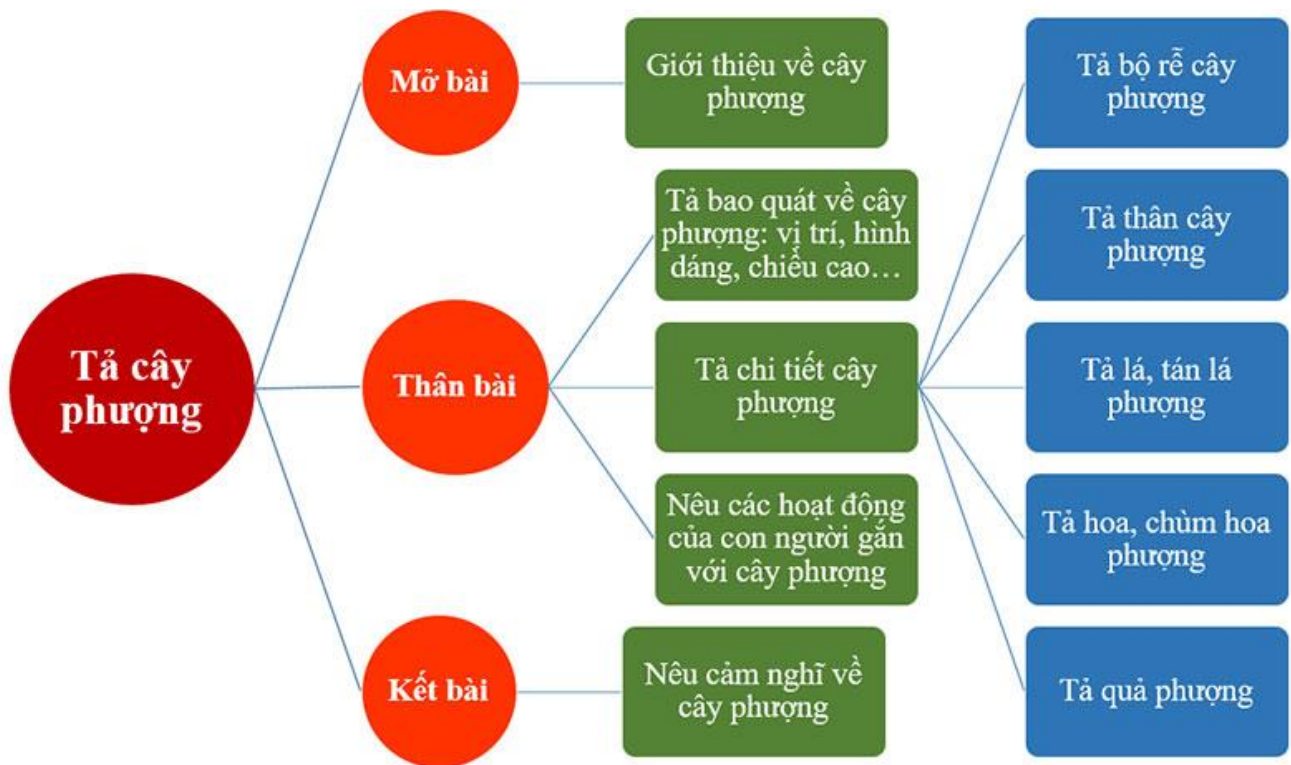 Tả cây
phượng
Mở bài
Giới thiệu về cây
phượng
Thân bài
Tả bao quát về cây
phượng: vị trí, hình
dáng, chiều cao…
Tả chi tiết cây
phượng
Tả bộ rễ cây
phượng
Tả thân cây
phượng
Tả lá, tán lá
phượng
Tả hoa, chùm hoa
phượng
Tả quả phượng
Nêu các hoạt động
của con người gắn
với cây phượng
Kết bài
Nêu cảm nghĩ về
cây phượng